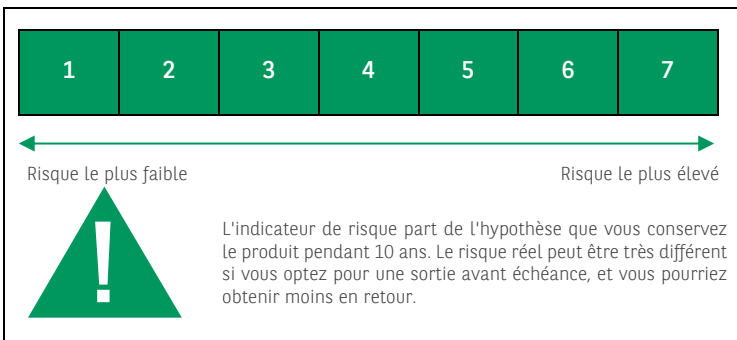 1 2 3 4 5 6 7
Risque le plus faible Risque le plus élevé
!
L'indicateur de risque part de l'hypothèse que vous conservez
le produit pendant 10 ans. Le risque réel peut être très différent
si vous optez pour une sortie avant échéance, et vous pourriez
obtenir moins en retour.